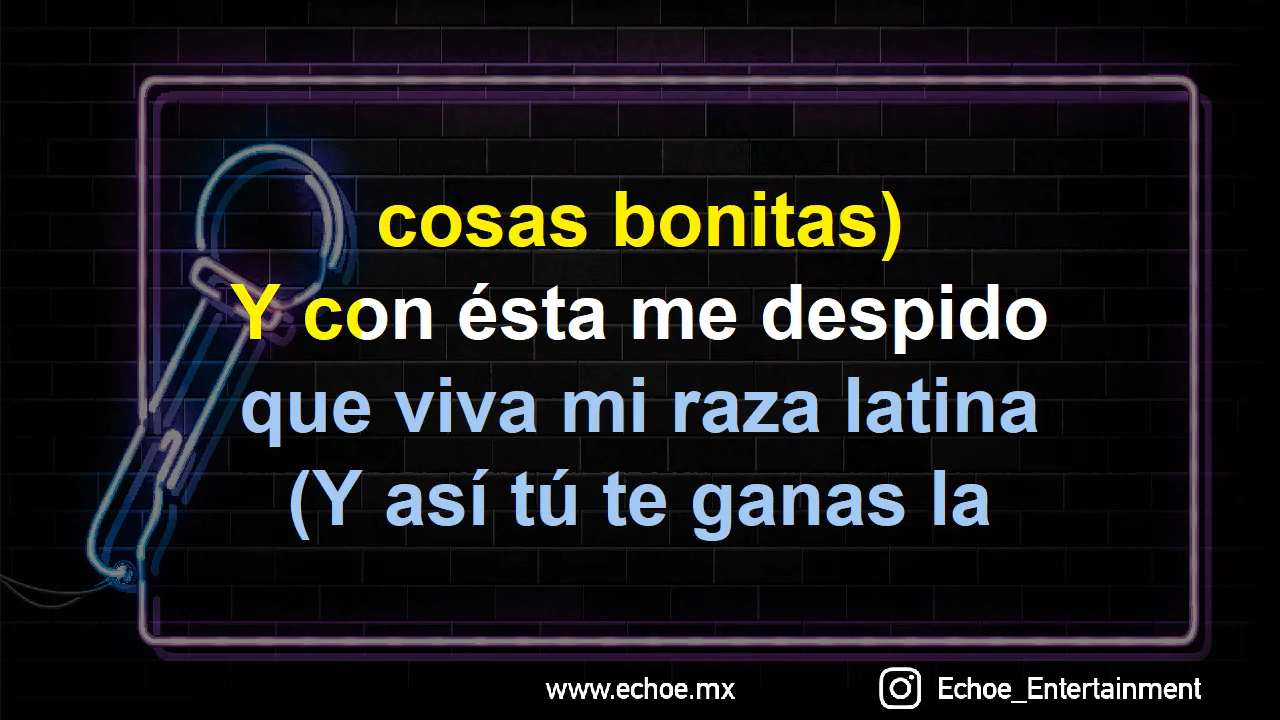 cosas bonitas)
Y con ésta me despido
que viva mi raza latina
(Y así tú te ganas la
www.echoe.mx
Echoe_Entertainment